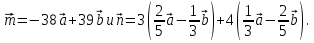 m⃗=−38 a⃗+39 b⃗ и n⃗=3(2/5 a⃗−1/3 b⃗)+4(1/3 a⃗−2/5 b⃗).